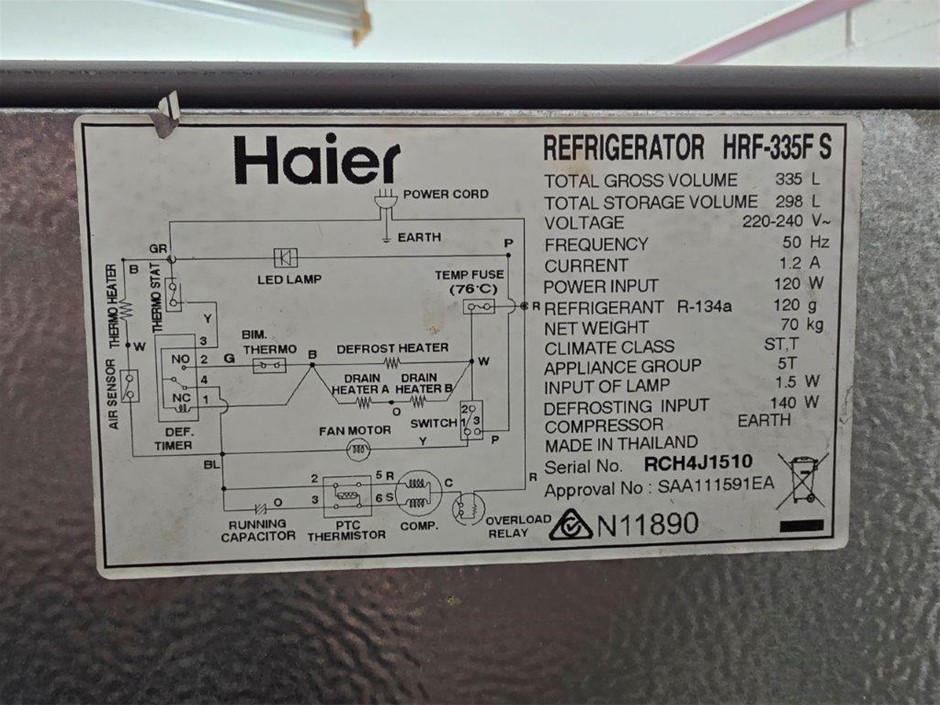 Haier
REFRIGERATOR HRF-335F S
TOTAL GROSS VOLUME 335 L
TOTAL STORAGE VOLUME 298 L
VOLTAGE 220-240 V~
FREQUENCY 50 Hz
CURRENT 1.2 A
POWER INPUT 120 W
REFRIGERANT R-134a 120 g
NET WEIGHT 70 kg
CLIMATE CLASS ST,T
APPLIANCE GROUP 5T
INPUT OF LAMP 1.5 W
DEFROSTING INPUT 140 W
COMPRESSOR EARTH
MADE IN THAILAND
Serial No. RCH4J1510
Approval No : SAA111591EA
N11890
POWER CORD
EARTH
GR
P
B
LED LAMP
TEMP FUSE
(76°C)
R
THERMO HEATER
THERMO STAT
Y
W
3
BIM.
THERMO
NO 2 G
B
DEFROST HEATER
W
4
NC 1
DRAIN
HEATER A
DRAIN
HEATER B
O
AIR SENSOR
DEF.
TIMER
FAN MOTOR
Y
SWITCH
2
1 3
P
BL
2
5 R
C
R
3
6 S
O
RUNNING
CAPACITOR
PTC
THERMISTOR
COMP.
OVERLOAD
RELAY